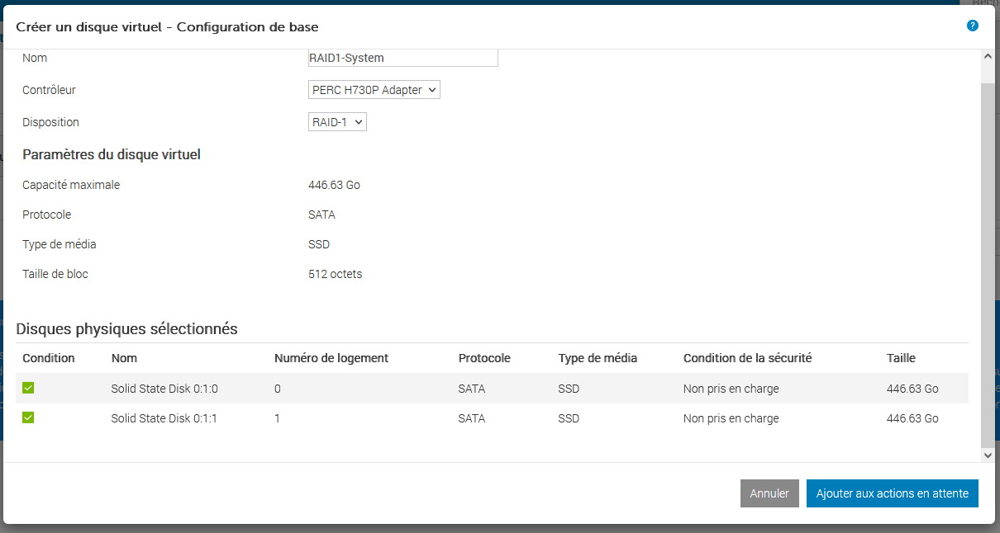 Créer un disque virtuel - Configuration de base
Nom RAID1-System
Contrôleur PERC H730P Adapter
Disposition RAID-1
Paramètres du disque virtuel
Capacité maximale 446.63 Go
Protocole SATA
Type de média SSD
Taille de bloc 512 octets
Disques physiques sélectionnés
Condition Nom Numéro de logement Protocole Type de média Condition de la sécurité Taille
Solid State Disk 0:1:0 0 SATA SSD Non pris en charge 446.63 Go
Solid State Disk 0:1:1 1 SATA SSD Non pris en charge 446.63 Go
Annuler Ajouter aux actions en attente